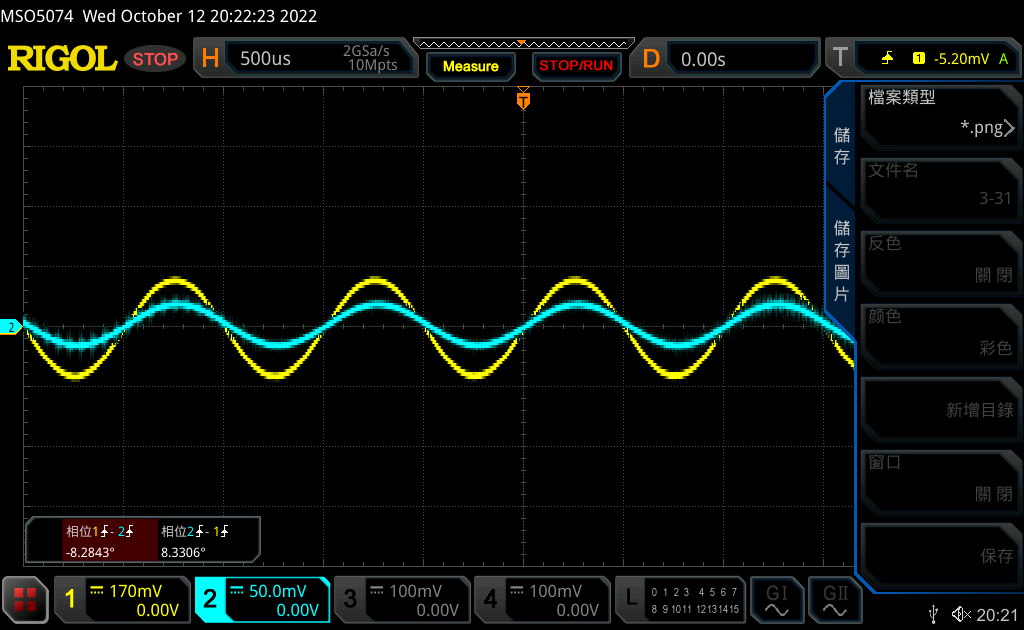 MSO5074 Wed October 12 20:22:23 2022
RIGOL STOP H 500us 2GSa/s 10Mpts Measure STOP/RUN D 0.00s T 1 -5.20mV A
T
檔案類型
*.png
儲存
文件名
3-31
儲存圖片
反色
關閉
顏色
彩色
2
新增目錄
窗口
關閉
相位1-2 相位2-1
-8.2843° 8.3306°
保存
1 170mV 0.00V
2 50.0mV 0.00V
3 100mV 0.00V
4 100mV 0.00V
L 0 1 2 3 4 5 6 7
8 9 10 11 12 13 14 15
GI GII
20:21